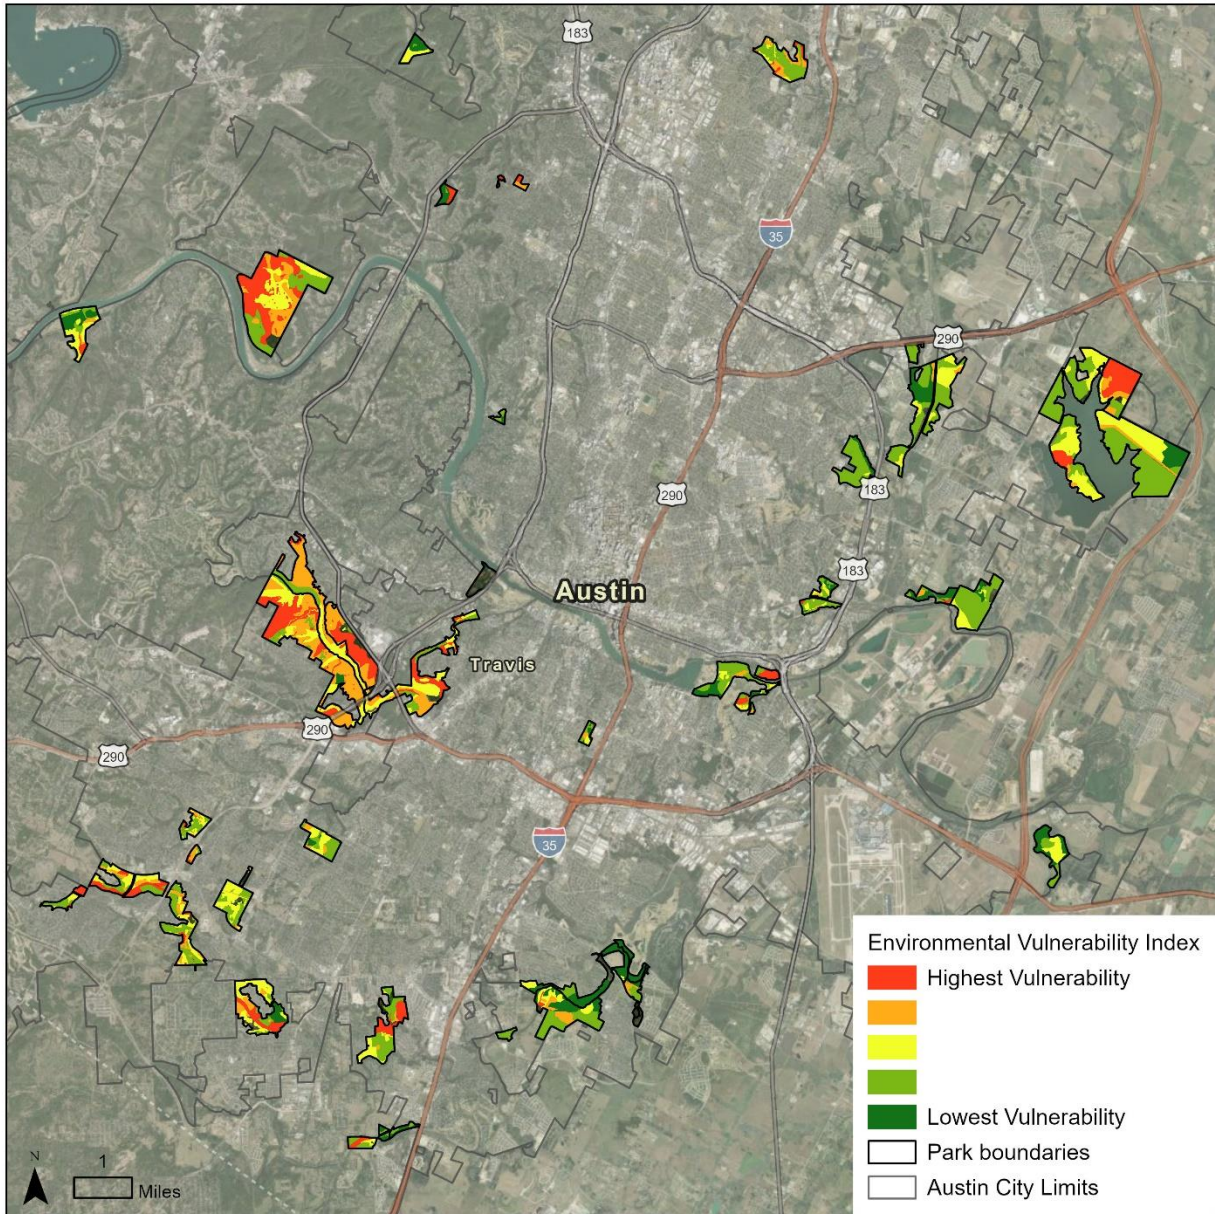 183
35
290
290
183
183
Austin
Travis
290
290
35
Environmental Vulnerability Index
Highest Vulnerability
Lowest Vulnerability
Park boundaries
Austin City Limits
N
1
Miles